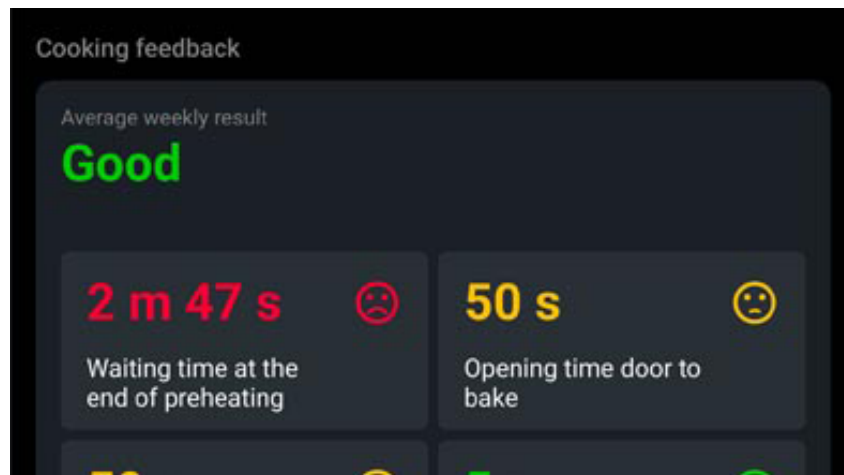 Cooking feedback
Average weekly result
Good
2 m 47 s
50 s
Waiting time at the
end of preheating
Opening time door to
bake